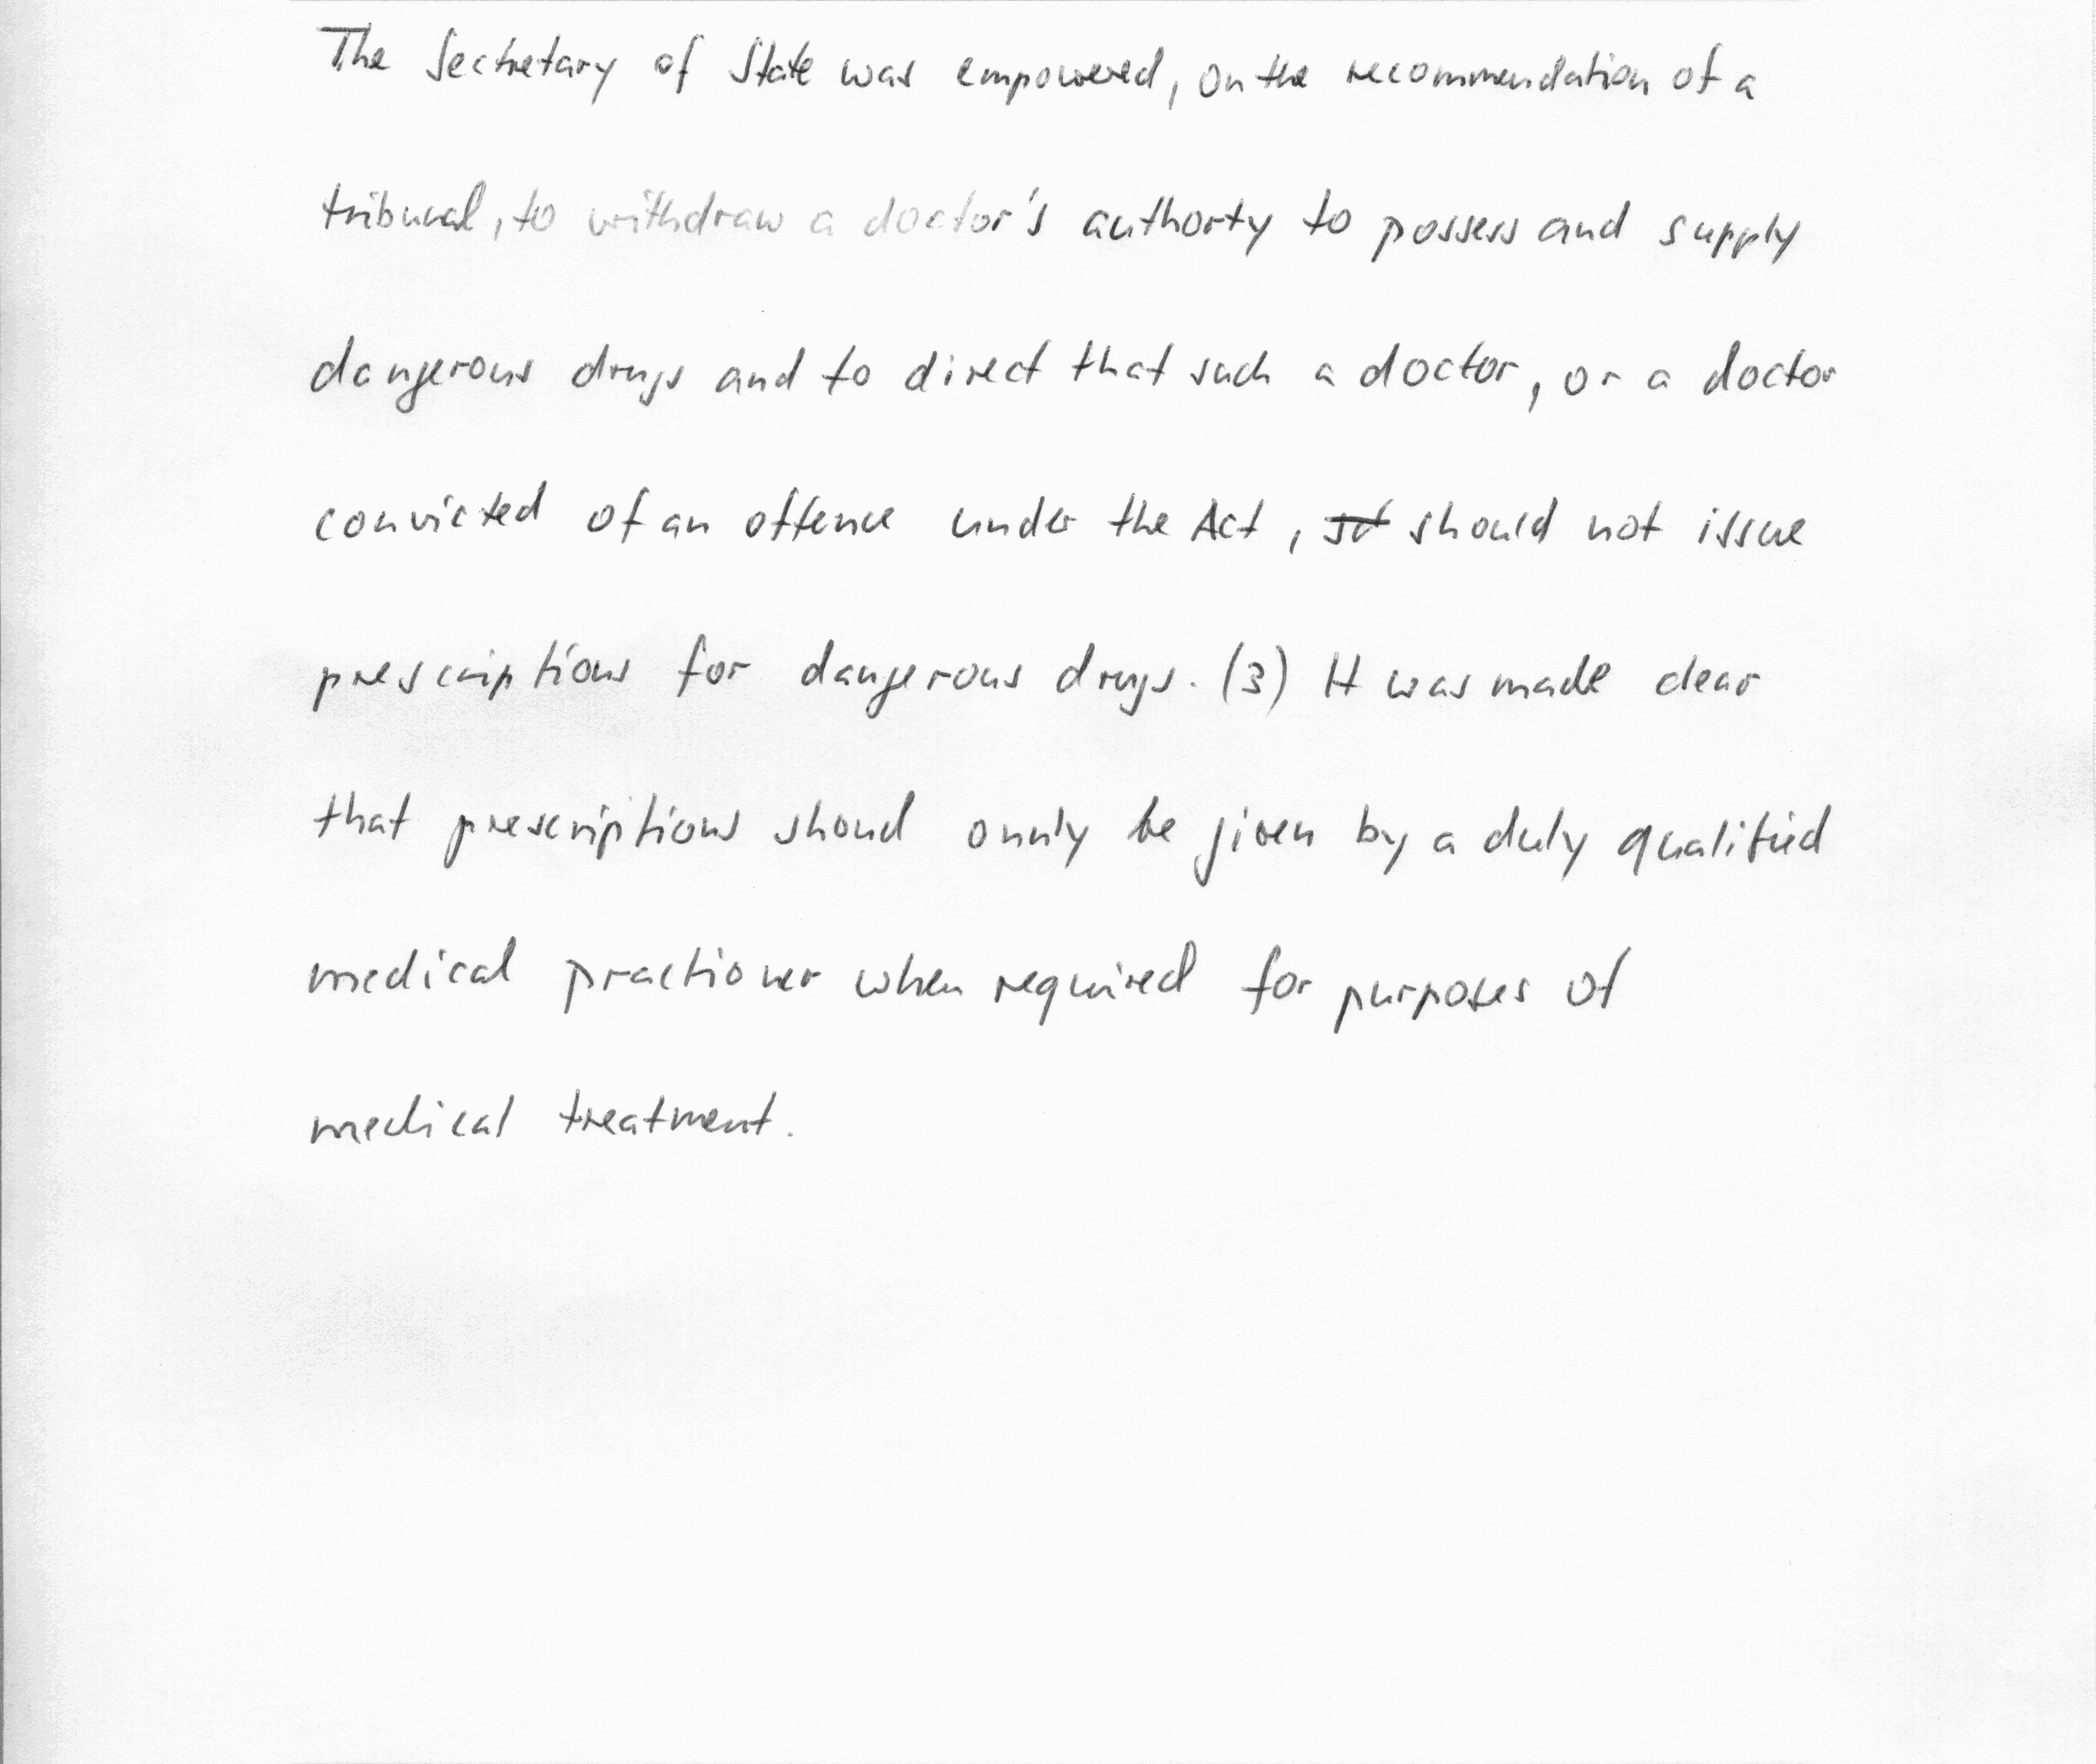 The Sectretary of State was empowered, on the recommendation of a
tribunal, to withdraw a doctor's authorty to possess and supply
dangerous drugs and to direct that such a doctor, or a doctor
convicted of an offence under the Act, should not issue
prescriptions for dangerous drugs. (3) It was made clear
that prescriptions shoud onnly be given by a duly qualified
medical practioner when required for purposes of
medical treatment.